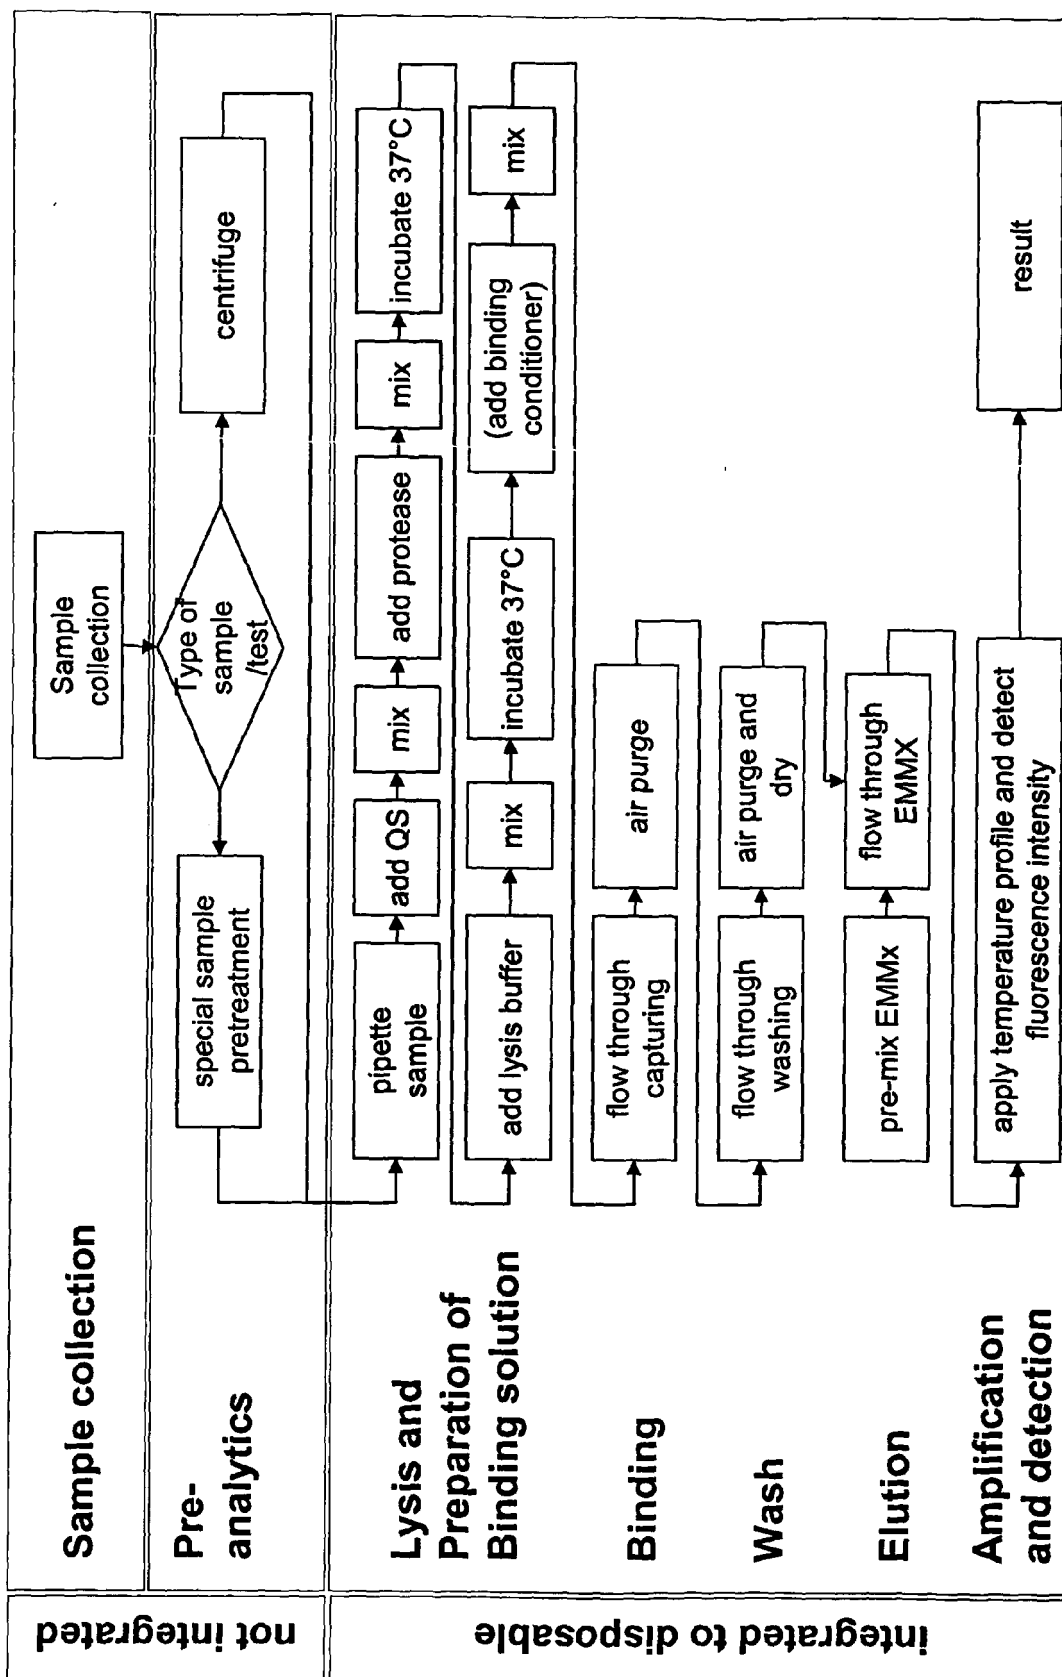 not integrated
Sample collection
Sample
collection
Pre-
analytics
Type of
sample
/test
special sample
pretreatment
centrifuge
integrated to disposable
Lysis and
Preparation of
Binding solution
pipette
sample
add QS
mix
add protease
mix
incubate 37°C
add lysis buffer
mix
incubate 37°C
(add binding
conditioner)
mix
Binding
flow through
capturing
air purge
Wash
flow through
washing
air purge and
dry
Elution
pre-mix EMMx
flow through
EMMX
Amplification
and detection
apply temperature profile and detect
fluorescence intensity
result